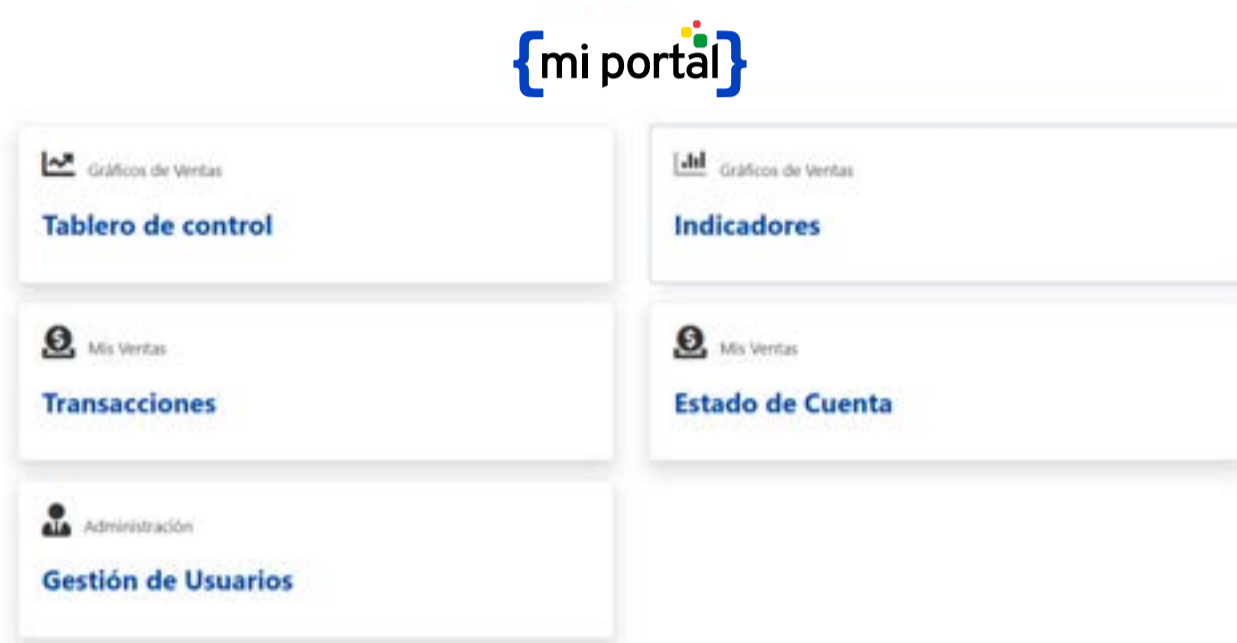 {mi portal}
Gráficos de Ventas
Tablero de control
Gráficos de Ventas
Indicadores
Mis Ventas
Transacciones
Mis Ventas
Estado de Cuenta
Administración
Gestión de Usuarios